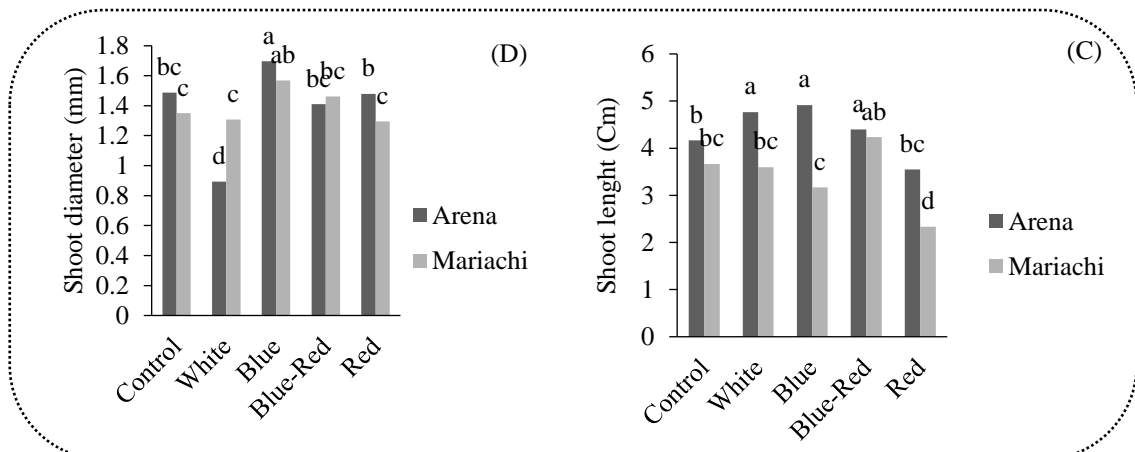 (D)
Shoot diameter (mm)
1.8
1.6
1.4
1.2
1
0.8
0.6
0.4
0.2
0
bc
c
d
c
a
ab
bc
bc
b
c
Control
White
Blue
Blue-Red
Red
Arena
Mariachi
(C)
Shoot lenght (Cm)
6
5
4
3
2
1
0
b
bc
a
bc
a
c
a
ab
bc
d
Control
White
Blue
Blue-Red
Red
Arena
Mariachi